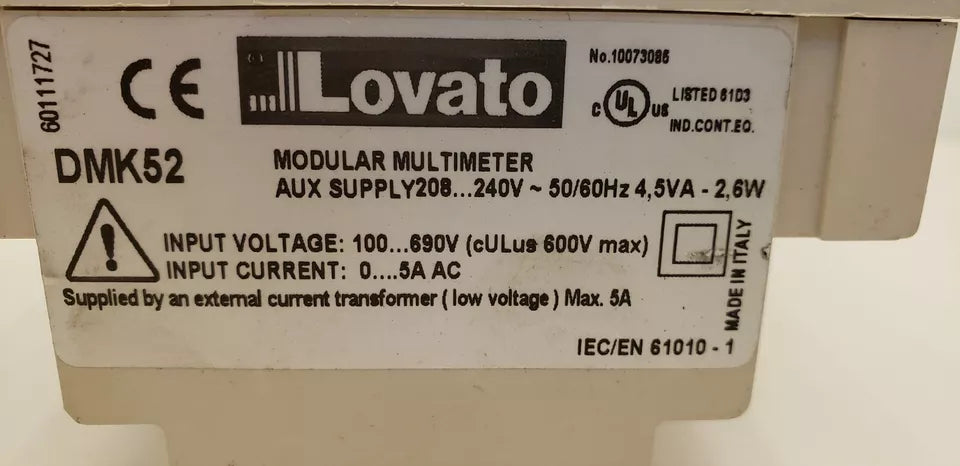 60111727
CE
Lovato
No.10073086
C UL US LISTED 61D3
IND.CONT.EQ.
DMK52
MODULAR MULTIMETER
AUX SUPPLY208...240V ~ 50/60Hz 4,5VA - 2,6W
INPUT VOLTAGE: 100...690V (cULus 600V max)
INPUT CURRENT: 0....5A AC
Supplied by an external current transformer ( low voltage ) Max. 5A
MADE IN ITALY
IEC/EN 61010 - 1